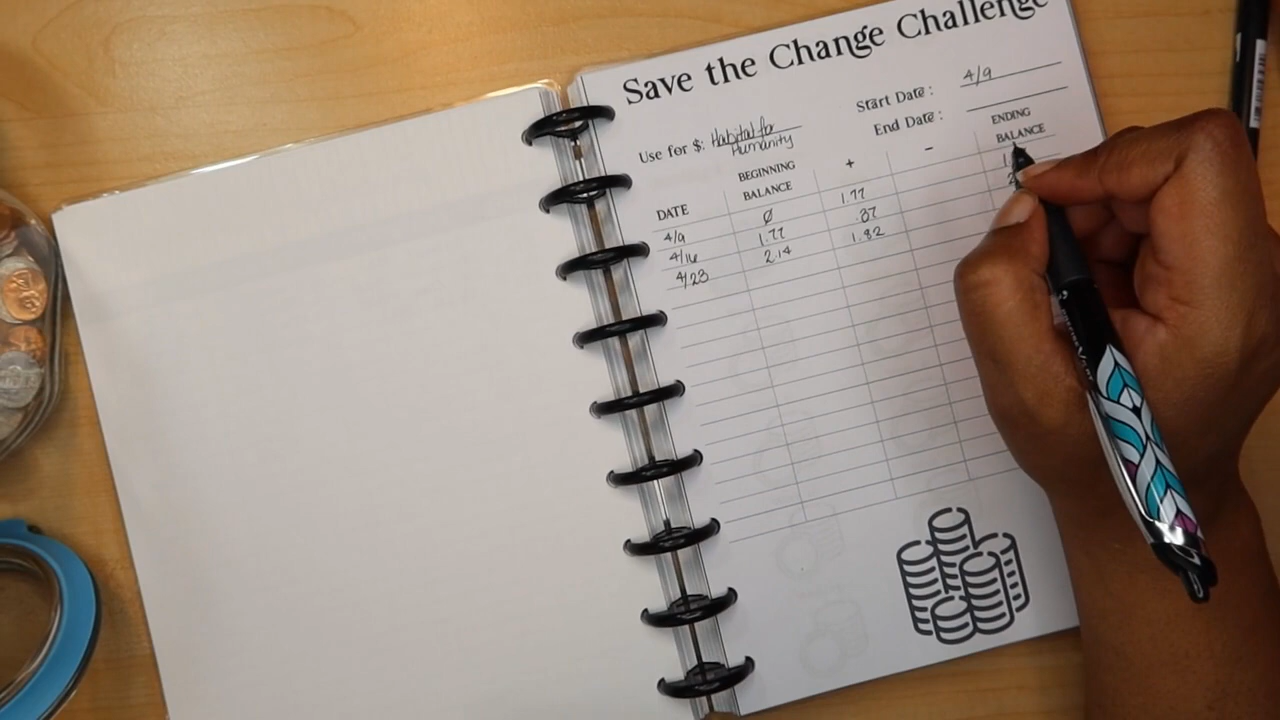 Save the Change Challenge
Start Date: 4/9
Use for $: Habitat for Humanity
End Date:
DATE BEGINNING BALANCE + - ENDING BALANCE
4/9 Ø 1.77
4/16 1.77 .37
4/23 2.14 1.82